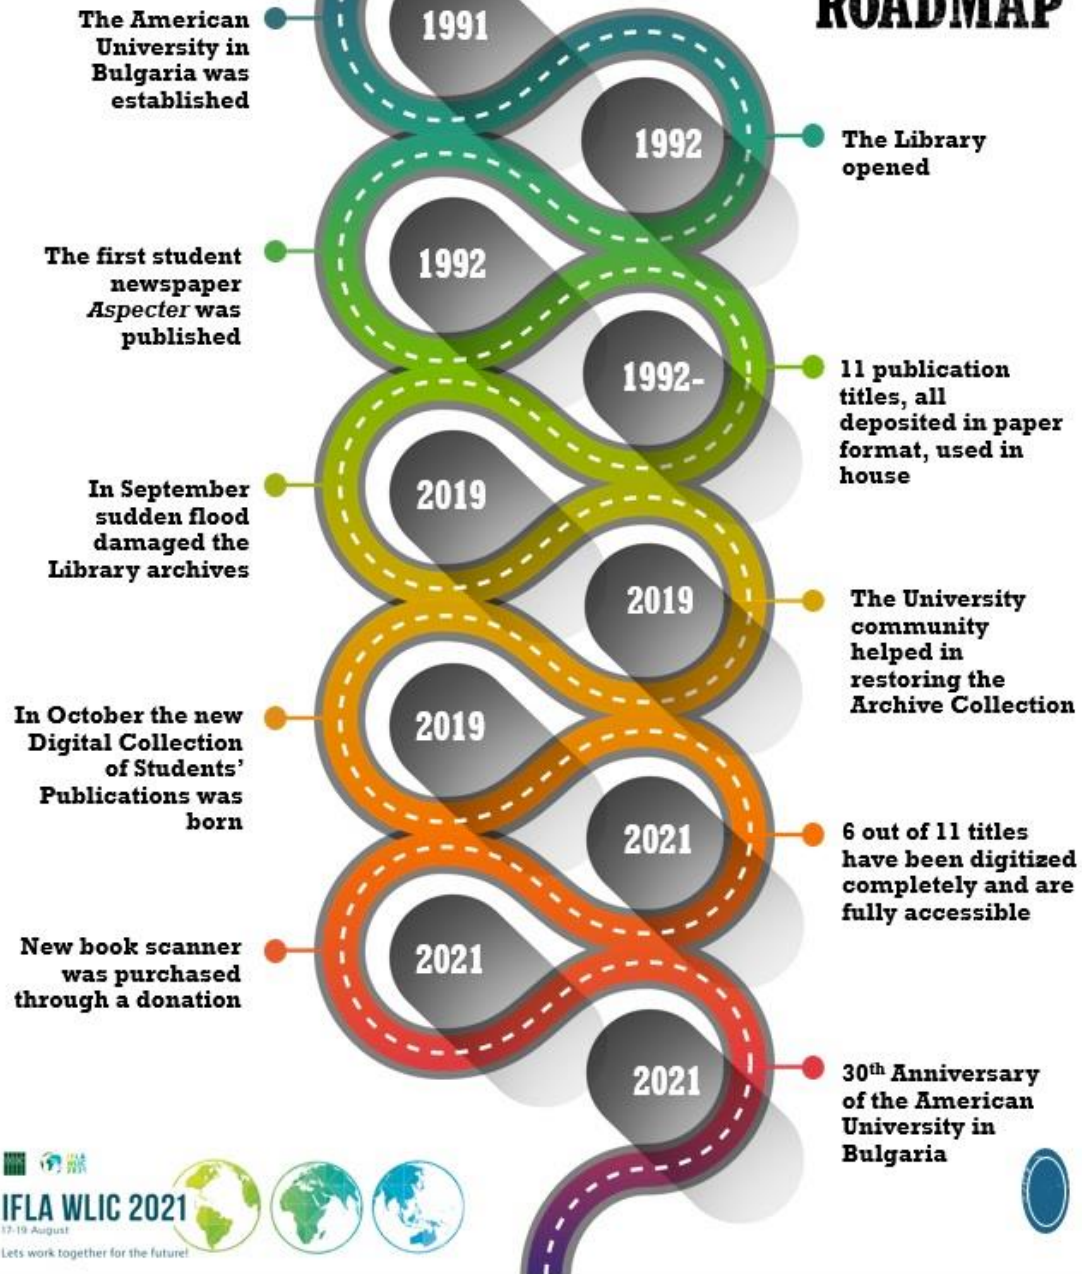 ROADMAP
The American
University in
Bulgaria was
established
1991
1992
The Library
opened
The first student
newspaper
Aspecter was
published
1992
1992-
11 publication
titles, all
deposited in paper
format, used in
house
In September
sudden flood
damaged the
Library archives
2019
2019
The University
community
helped in
restoring the
Archive Collection
In October the new
Digital Collection
of Students’
Publications was
born
2019
2021
6 out of 11 titles
have been digitized
completely and are
fully accessible
New book scanner
was purchased
through a donation
2021
2021
30th Anniversary
of the American
University in
Bulgaria
IFLA WLIC 2021
17-19 August
Lets work together for the future!